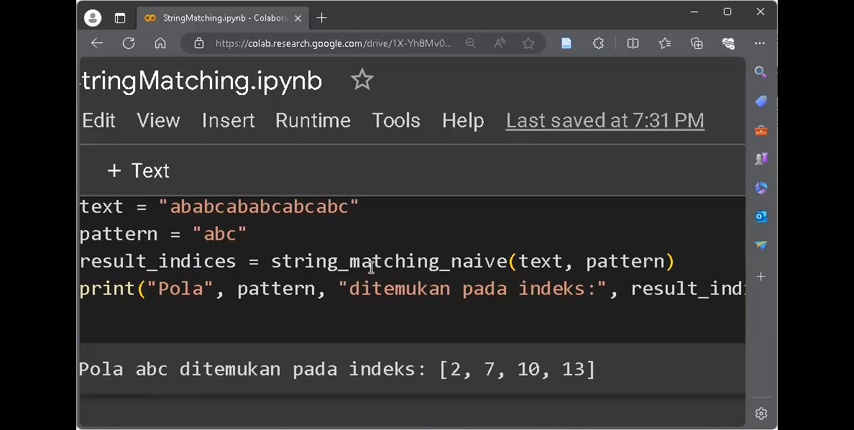 StringMatching.ipynb - Colabora
https://colab.research.google.com/drive/1X-Yh8Mv0...
tringMatching.ipynb
Edit View Insert Runtime Tools Help Last saved at 7:31 PM
+ Text
text = "ababcababcabcabc"
pattern = "abc"
result_indices = string_matching_naive(text, pattern)
print("Pola", pattern, "ditemukan pada indeks:", result_indi
Pola abc ditemukan pada indeks: [2, 7, 10, 13]